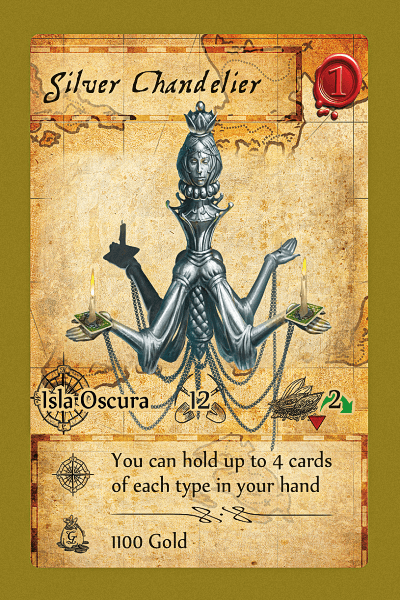 Silver Chandelier
1
Isla Oscura
12
2
You can hold up to 4 cards
of each type in your hand
1100 Gold